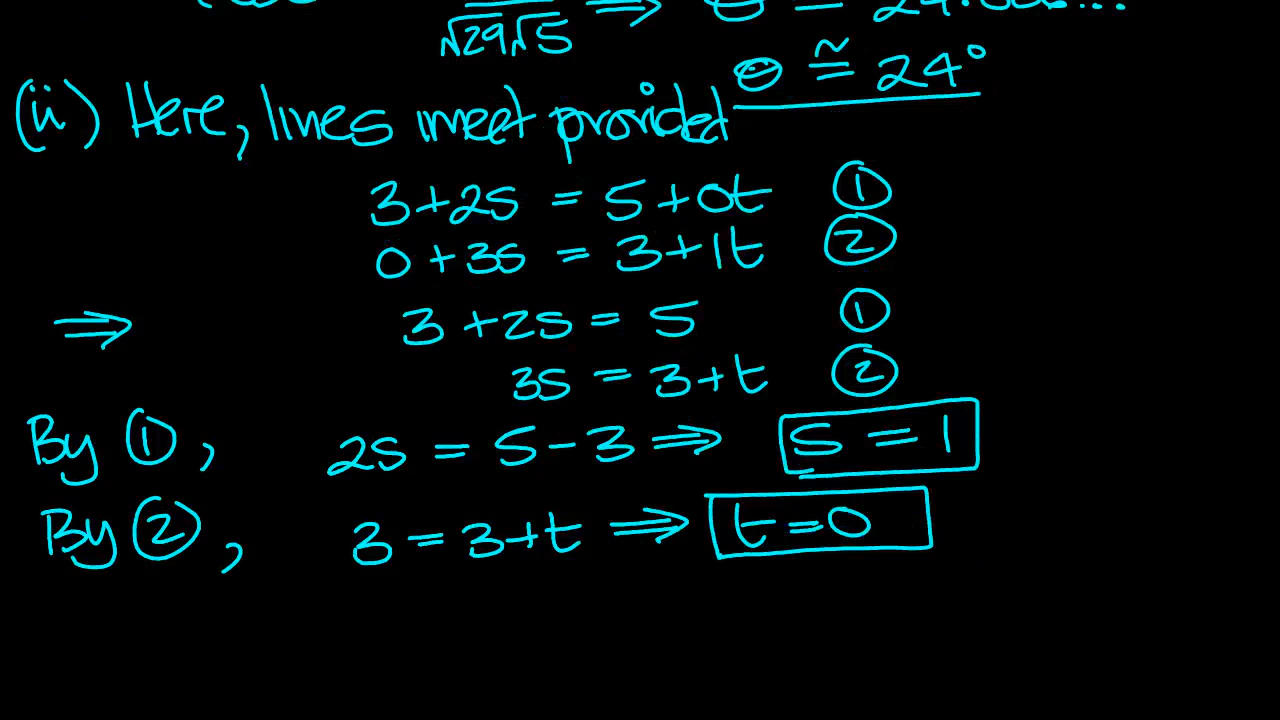 √29√5 ⇒ θ = 24.
θ ≅ 24°
(ii) Here, lines meet provided
3+2s = 5+0t ①
0+3s = 3+1t ②
⇒ 3+2s = 5 ①
3s = 3+t ②
By ①, 2s = 5-3 ⇒ s = 1
By ②, 3 = 3+t ⇒ t=0